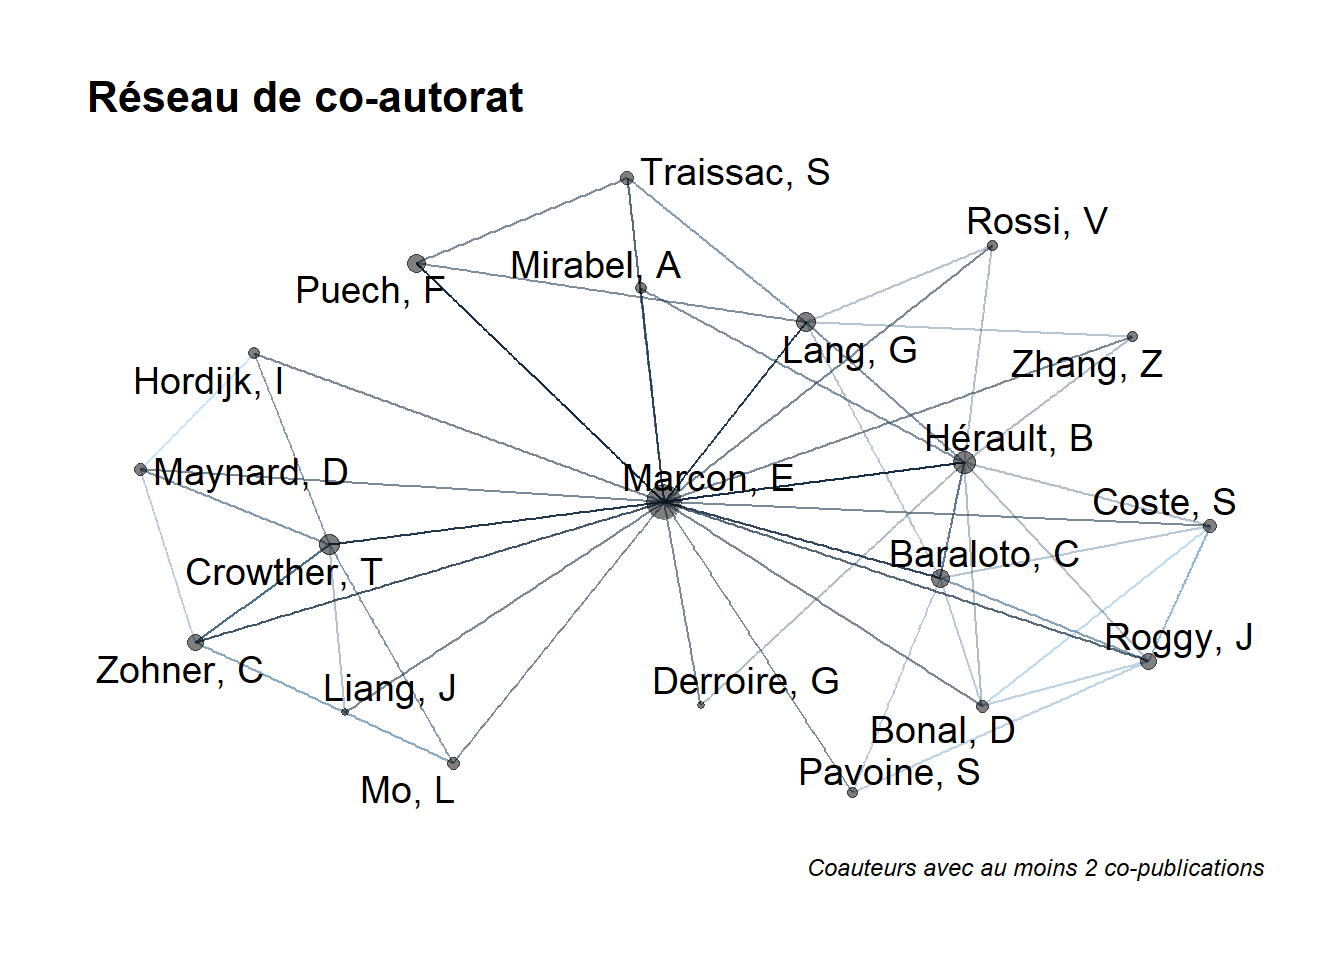 Réseau de co-autorat
Traissac, S
Rossi, V
Mirabel, A
Puech, F
Lang, G
Zhang, Z
Hordijk, I
Hérault, B
Maynard, D
Marcon, E
Coste, S
Baraloto, C
Crowther, T
Roggy, J
Zohner, C
Liang, J
Derroire, G
Bonal, D
Pavoine, S
Mo, L
Coauteurs avec au moins 2 co-publications